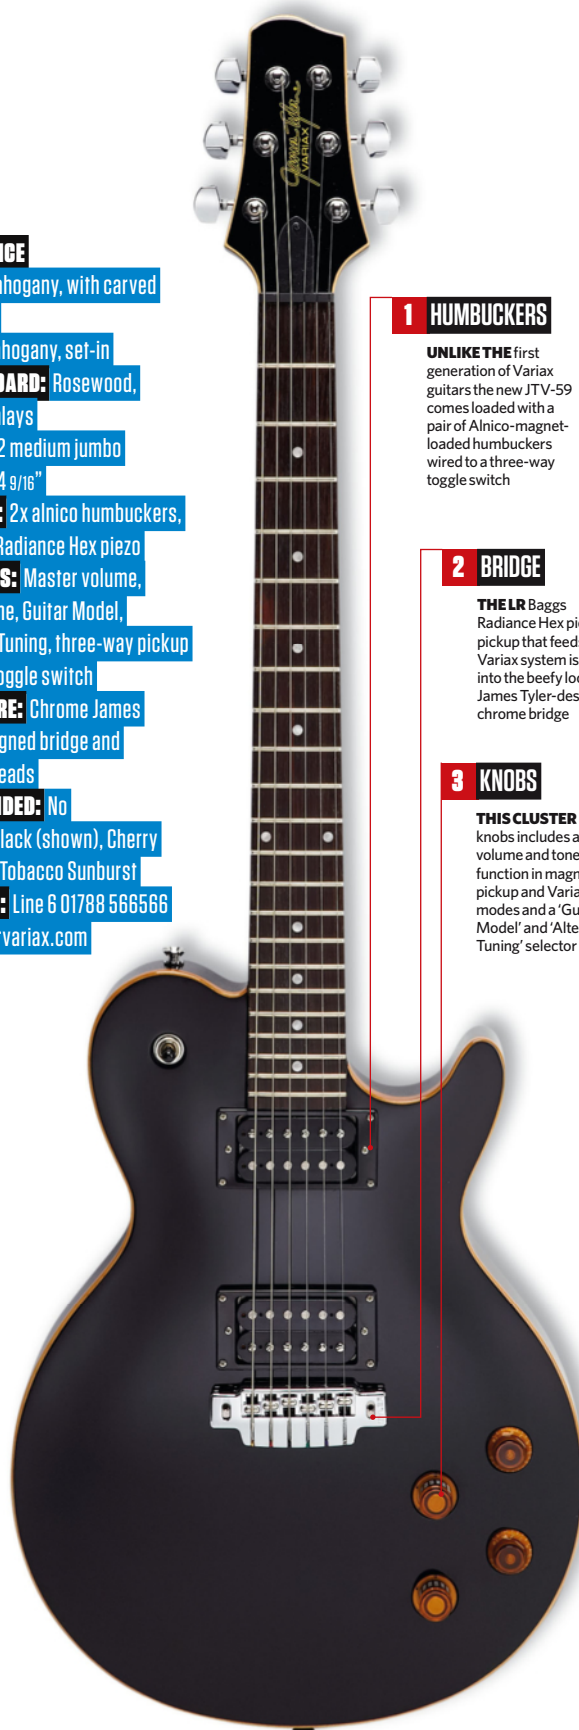 VARIAX
NCE
hogany, with carved
hogany, set-in
OARD: Rosewood,
lays
2 medium jumbo
4 9/16"
: 2x alnico humbuckers,
Radiance Hex piezo
S: Master volume,
ne, Guitar Model,
Tuning, three-way pickup
oggle switch
RE: Chrome James
gned bridge and
eads
NDED: No
lack (shown), Cherry
Tobacco Sunburst
: Line 6 01788 566566
rvariax.com
1 HUMBUCKERS
UNLIKE THE first
generation of Variax
guitars the new JTV-59
comes loaded with a
pair of Alnico-magnet-
loaded humbuckers
wired to a three-way
toggle switch
2 BRIDGE
THE LR Baggs
Radiance Hex pie
pickup that feeds
Variax system is
into the beefy loo
James Tyler-des
chrome bridge
3 KNOBS
THIS CLUSTER
knobs includes a
volume and tone
function in magn
pickup and Varia
modes and a ‘Gu
Model’ and ‘Alte
Tuning’ selector